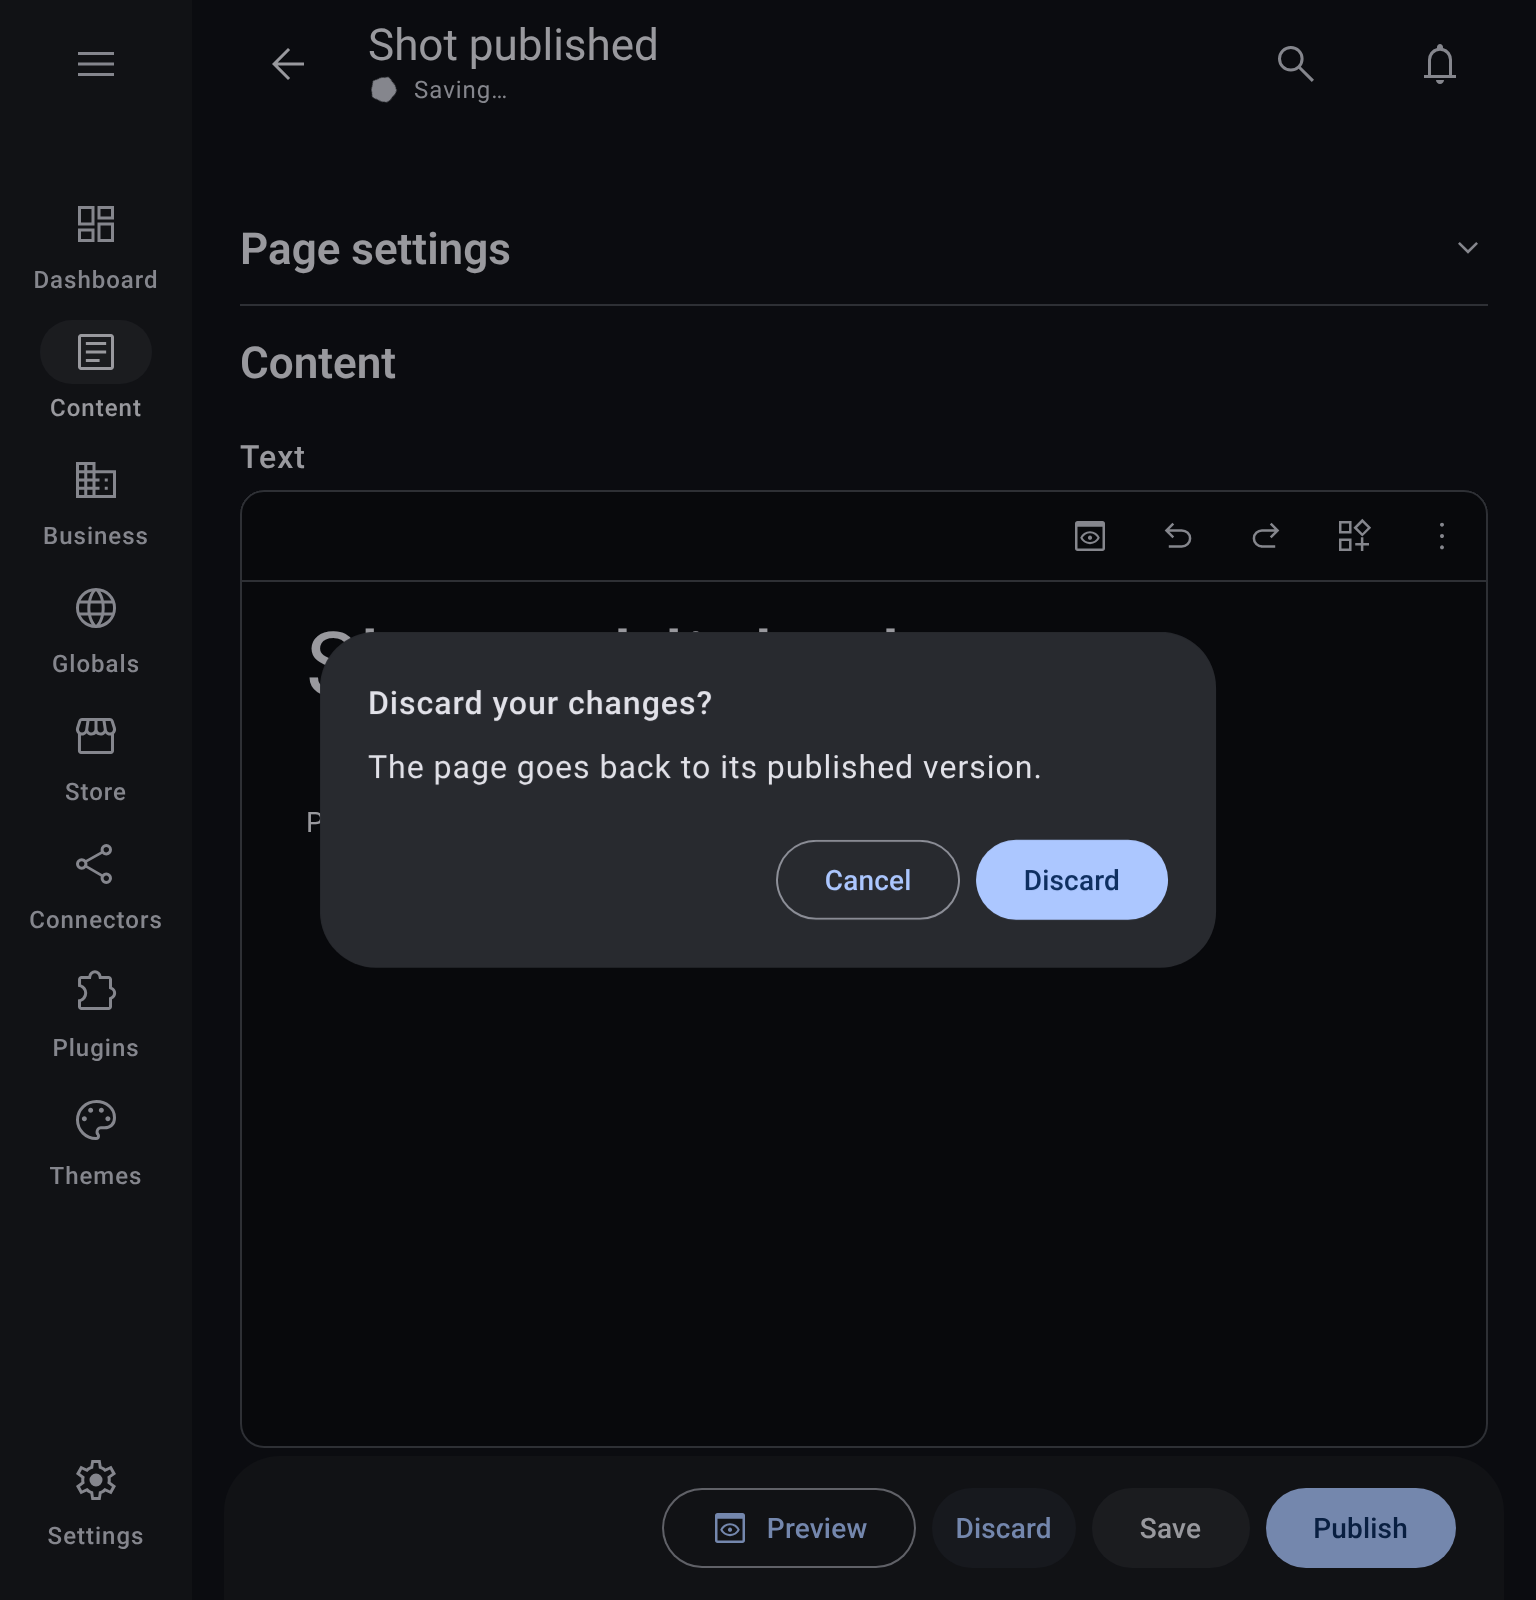 Shot published
Saving…
Dashboard
Content
Business
Globals
Store
Connectors
Plugins
Themes
Settings
Page settings
Content
Text
Discard your changes?
The page goes back to its published version.
Cancel
Discard
Preview
Discard
Save
Publish